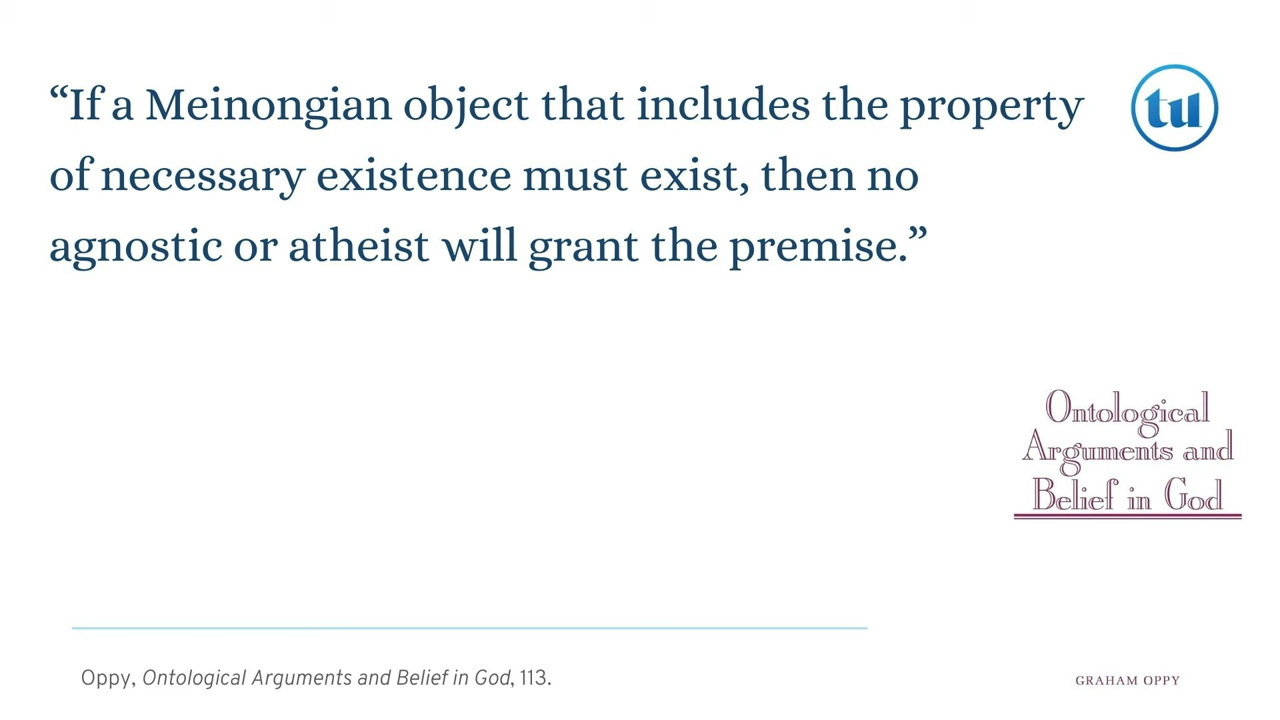 “If a Meinongian object that includes the property
of necessary existence must exist, then no
agnostic or atheist will grant the premise.”
tu
Ontological
Arguments and
Belief in God
Oppy, Ontological Arguments and Belief in God, 113.
GRAHAM OPPY